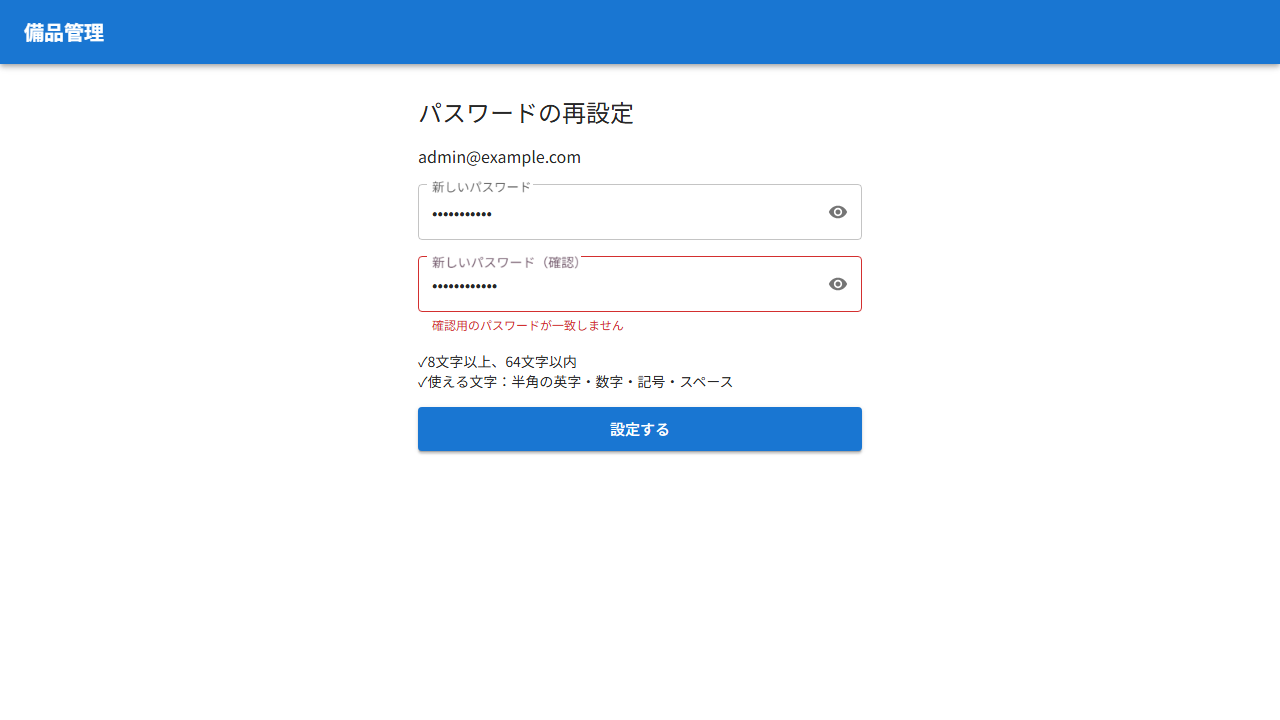 備品管理
パスワードの再設定
admin@example.com
新しいパスワード
•••••••••••
新しいパスワード（確認）
••••••••••••
確認用のパスワードが一致しません
✓8文字以上、64文字以内
✓使える文字：半角の英字・数字・記号・スペース
設定する